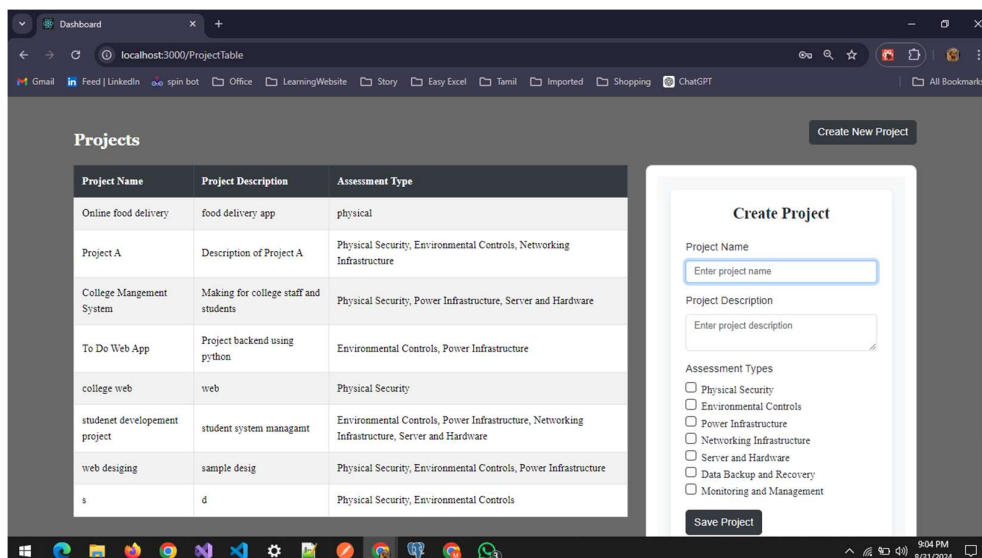 Dashboard
localhost:3000/ProjectTable
Gmail Feed | LinkedIn spin bot Office LearningWebsite Story Easy Excel Tamil Imported Shopping ChatGPT All Bookmarks
Create New Project
Projects
Project Name Project Description Assessment Type
Online food delivery food delivery app physical
Project A Description of Project A Physical Security, Environmental Controls, Networking
Infrastructure
College Mangement Making for college staff and Physical Security, Power Infrastructure, Server and Hardware
System students
To Do Web App Project backend using Environmental Controls, Power Infrastructure
python
college web web Physical Security
studenet developement student system managamt Environmental Controls, Power Infrastructure, Networking
project Infrastructure, Server and Hardware
web desiging sample desig Physical Security, Environmental Controls, Power Infrastructure
s d Physical Security, Environmental Controls
Create Project
Project Name
Enter project name
Project Description
Enter project description
Assessment Types
Physical Security
Environmental Controls
Power Infrastructure
Networking Infrastructure
Server and Hardware
Data Backup and Recovery
Monitoring and Management
Save Project
9:04 PM
8/31/2024